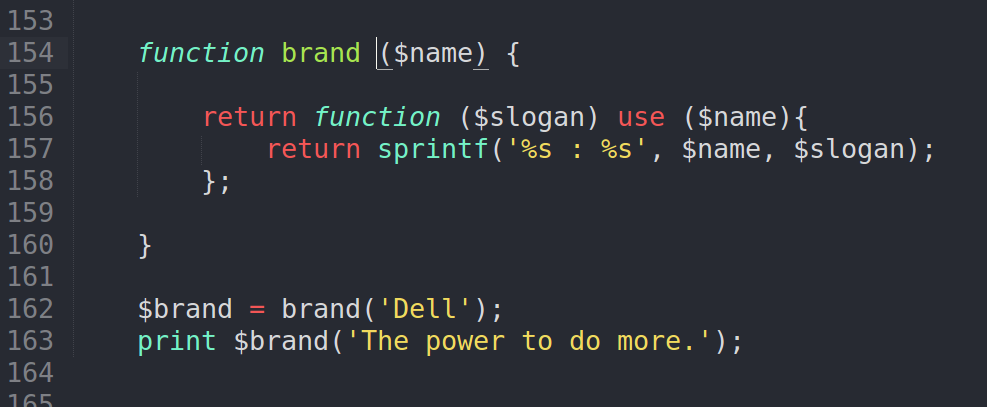 153
154 function brand ($name) {
155
156 return function ($slogan) use ($name){
157 return sprintf('%s : %s', $name, $slogan);
158 };
159
160 }
161
162 $brand = brand('Dell');
163 print $brand('The power to do more.');
164
165